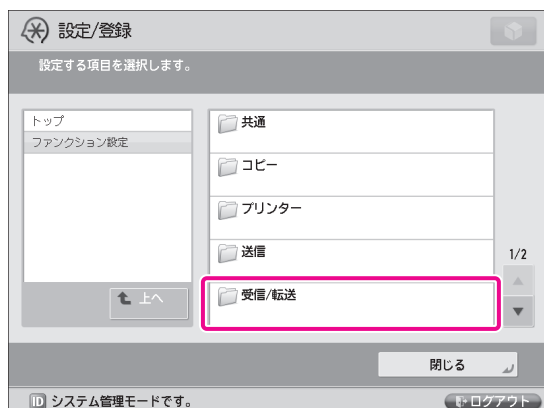 設定/登録
設定する項目を選択します。
トップ
ファンクション設定
共通
コピー
プリンター
送信
1/2
受信/転送
上へ
閉じる
ID システム管理モードです。
ログアウト